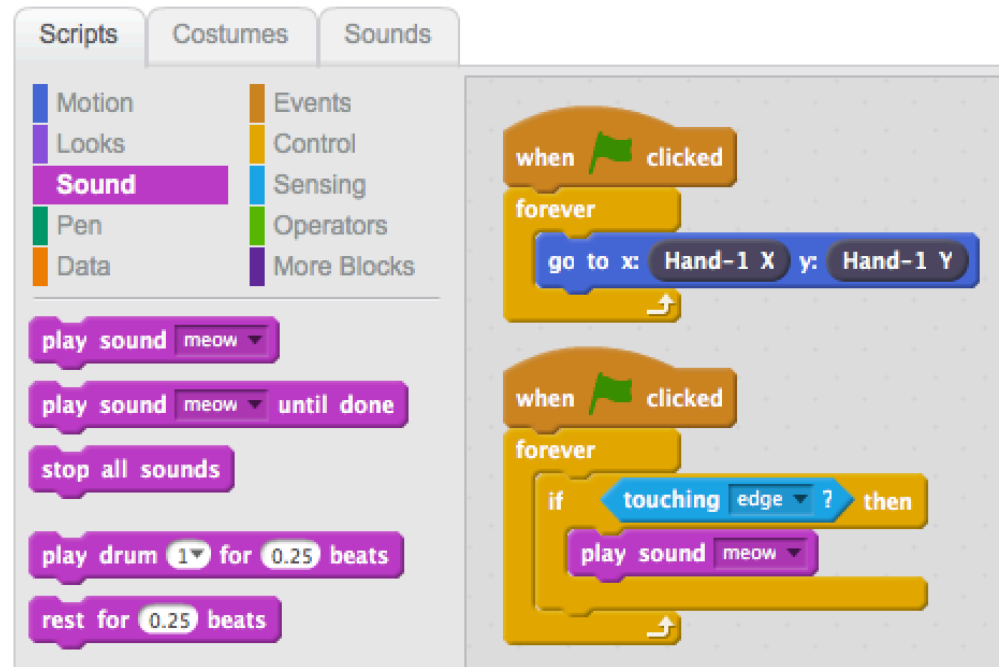 Scripts Costumes Sounds
Motion Events
Looks Control
Sound Sensing
Pen Operators
Data More Blocks
play sound meow
play sound meow until done
stop all sounds
play drum 1 for 0.25 beats
rest for 0.25 beats
when clicked
forever
go to x: Hand-1 X y: Hand-1 Y
when clicked
forever
if touching edge ? then
play sound meow